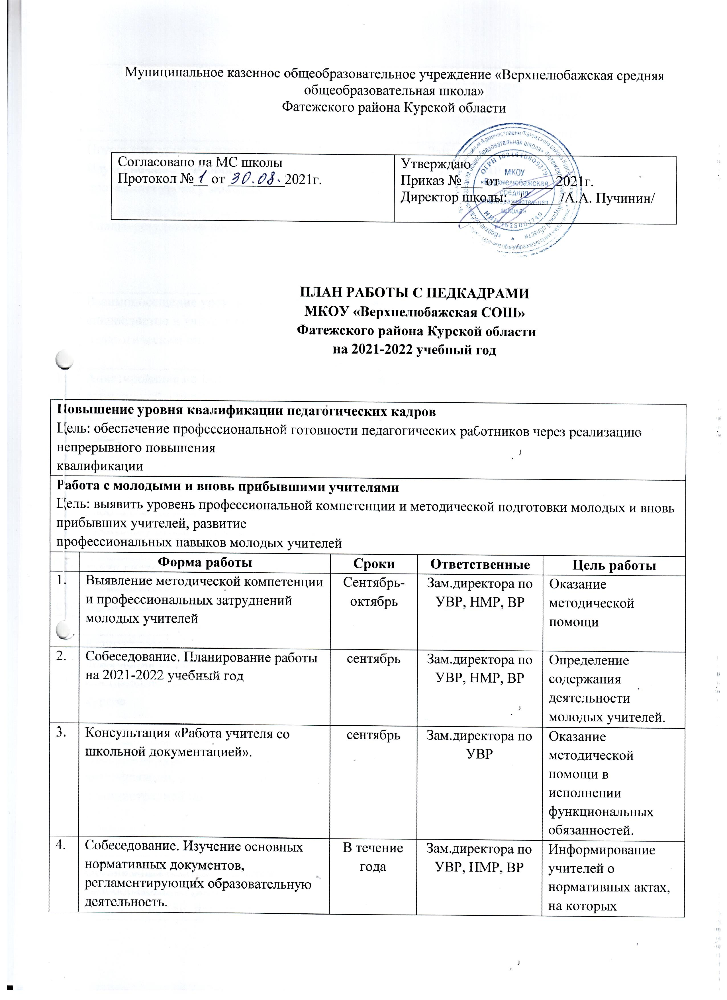 Муниципальное казенное общеобразовательное учреждение «Верхнелюбажская средняя
общеобразовательная школа»
Фатежского района Курской области
Согласовано на МС школы
Протокол № 1 от 30.08.2021г.
Утверждаю
Приказ №___ от _______2021г.
Директор школы: _______/А.А. Пучинин/
МКОУ
«Верхнелюбажская
средняя
общеобразовательная
школа»
ПЛАН РАБОТЫ С ПЕДКАДРАМИ
МКОУ «Верхнелюбажская СОШ»
Фатежского района Курской области
на 2021-2022 учебный год
Повышение уровня квалификации педагогических кадров
Цель: обеспечение профессиональной готовности педагогических работников через реализацию
непрерывного повышения
квалификации
Работа с молодыми и вновь прибывшими учителями
Цель: выявить уровень профессиональной компетенции и методической подготовки молодых и вновь
прибывших учителей, развитие
профессиональных навыков молодых учителей
Форма работы
Сроки
Ответственные
Цель работы
1.
Выявление методической компетенции
и профессиональных затруднений
молодых учителей
Сентябрь-
октябрь
Зам.директора по
УВР, НМР, ВР
Оказание
методической
помощи
2.
Собеседование. Планирование работы
на 2021-2022 учебный год
сентябрь
Зам.директора по
УВР, НМР, ВР
Определение
содержания
деятельности
молодых учителей.
3.
Консультация «Работа учителя со
школьной документацией».
сентябрь
Зам.директора по
УВР
Оказание
методической
помощи в
исполнении
функциональных
обязанностей.
4.
Собеседование. Изучение основных
нормативных документов,
регламентирующих образовательную
деятельность.
В течение
года
Зам.директора по
УВР, НМР, ВР
Информирование
учителей о
нормативных актах,
на которых